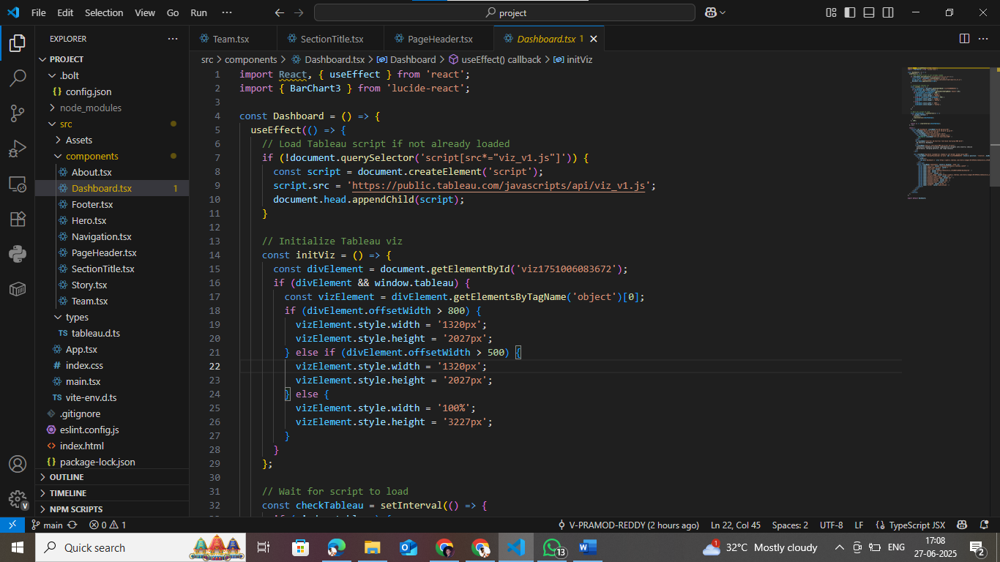 File Edit Selection View Go Run ···
project
EXPLORER ···
PROJECT
.bolt
{} config.json
node_modules
src
Assets
components
About.tsx
Dashboard.tsx 1
Footer.tsx
Hero.tsx
Navigation.tsx
PageHeader.tsx
SectionTitle.tsx
Story.tsx
Team.tsx
types
TS tableau.d.ts
App.tsx
# index.css
main.tsx
TS vite-env.d.ts
.gitignore
eslint.config.js
<> index.html
{} package-lock.json
OUTLINE
TIMELINE
NPM SCRIPTS
Team.tsx SectionTitle.tsx PageHeader.tsx Dashboard.tsx 1
src > components > Dashboard.tsx > Dashboard > useEffect() callback > initViz
1 import React, { useEffect } from 'react';
2 import { BarChart3 } from 'lucide-react';
3
4 const Dashboard = () => {
5 useEffect(() => {
6 // Load Tableau script if not already loaded
7 if (!document.querySelector('script[src*="viz_v1.js"]')) {
8 const script = document.createElement('script');
9 script.src = 'https://public.tableau.com/javascripts/api/viz_v1.js';
10 document.head.appendChild(script);
11 }
12
13 // Initialize Tableau viz
14 const initViz = () => {
15 const divElement = document.getElementById('viz1751006083672');
16 if (divElement && window.tableau) {
17 const vizElement = divElement.getElementsByTagName('object')[0];
18 if (divElement.offsetWidth > 800) {
19 vizElement.style.width = '1320px';
20 vizElement.style.height = '2027px';
21 } else if (divElement.offsetWidth > 500) {
22 vizElement.style.width = '1320px';
23 vizElement.style.height = '2027px';
24 } else {
25 vizElement.style.width = '100%';
26 vizElement.style.height = '3227px';
27 }
28 }
29 };
30
31 // Wait for script to load
32 const checkTableau = setInterval(() => {
main 0 1 V-PRAMOD-REDDY (2 hours ago) Ln 22, Col 45 Spaces: 2 UTF-8 LF {} TypeScript JSX
Quick search
13
32°C Mostly cloudy
ENG
17:08
27-06-2025
2